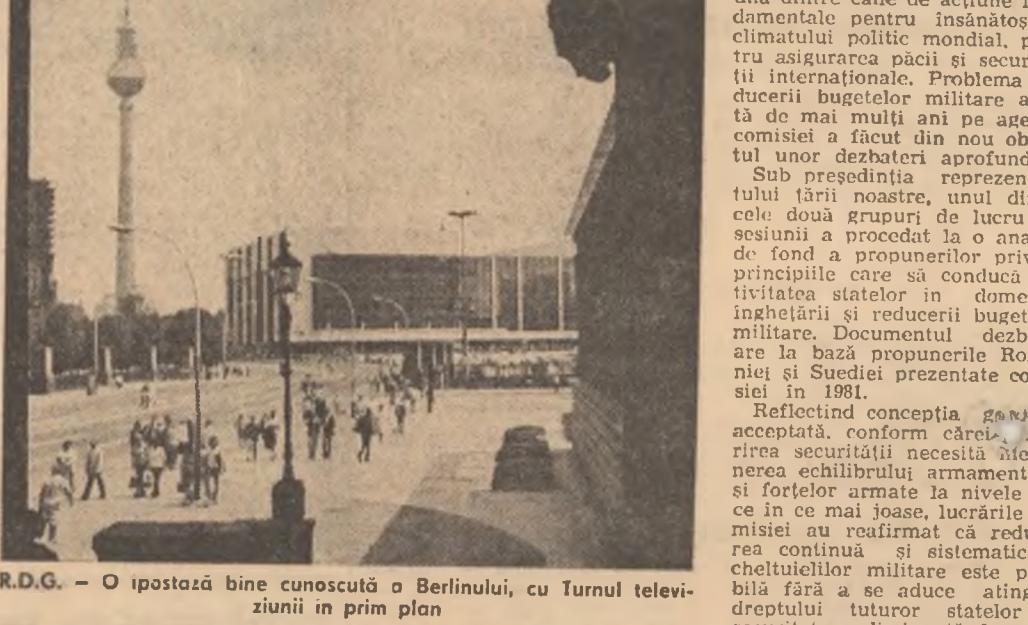 R.D.G. — O ipostază bine cunoscută a Berlinului, cu Turnul televi-
ziunii in prim plan
una dintre căile de acțiune
damentale pentru însănătoș
climatului politic mondial, p
tru asigurarea păcii și secur
ții internaționale. Problema
ducerii bugetelor militare a
tă de mai mulți ani pe age
comisiei a făcut din nou ob
tul unor dezbateri aprofund
Sub președinția reprezen
tului țării noastre, unul di
cele două grupuri de lucru
sesiunii a procedat la o ana
de fond a propunerilor priv
principiile care să conducă
tivitatea statelor in dome
înghețării și reducerii buget
militare. Documentul dezb
are la bază propunerile Ro
niei și Suediei prezentate co
siei în 1981.
Reflectind concepția
acceptată, conform
rirea securității necesită
nerea echilibrului armament
și forțelor armate la nivele
ce in ce mai joase, lucrările
misiei au reafirmat că redu
rea continuă și sistematic
cheltuielilor militare este p
bilă fără a se aduce ating
dreptului tuturor statelor